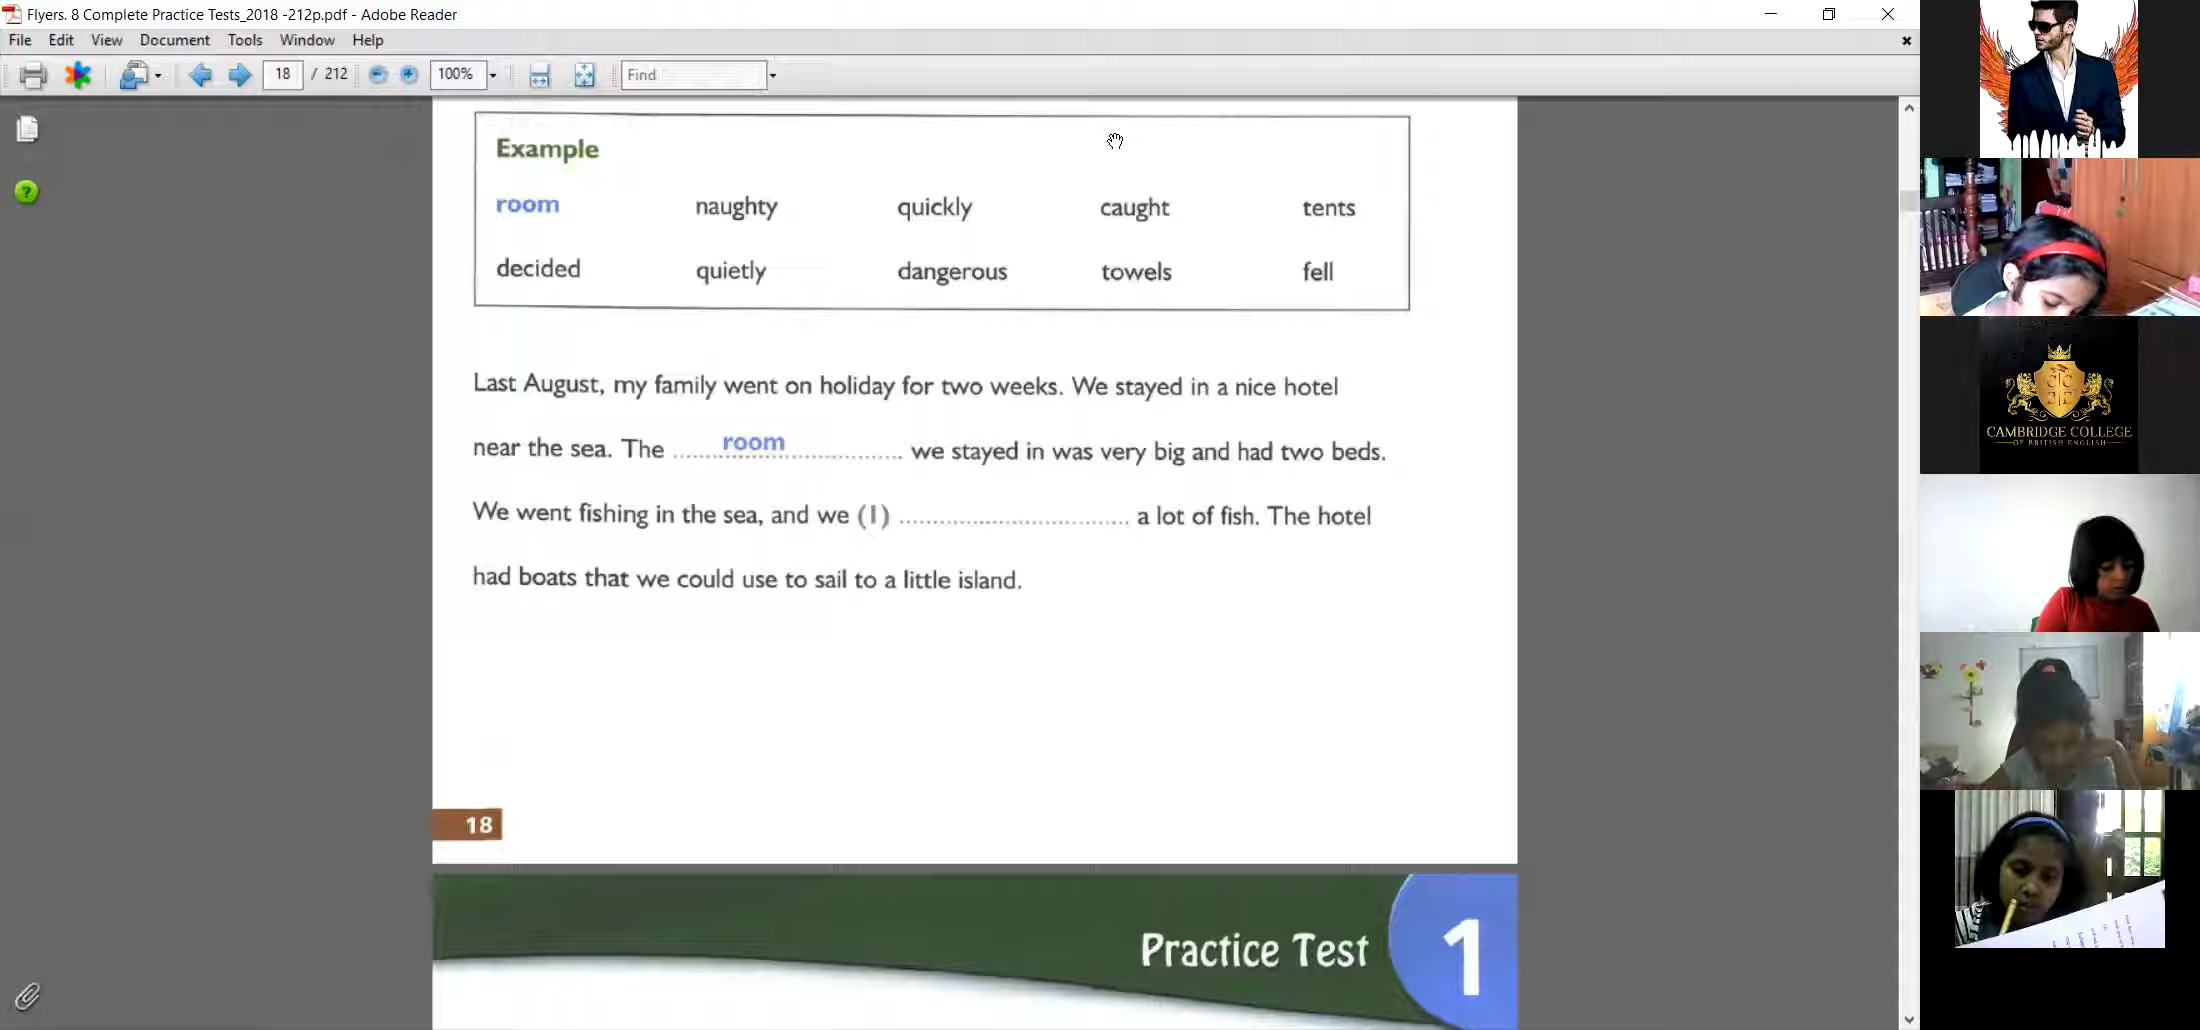 Flyers. 8 Complete Practice Tests_2018 -212p.pdf - Adobe Reader
File Edit View Document Tools Window Help
18 / 212 100% Find
Example
room naughty quickly caught tents
decided quietly dangerous towels fell
Last August, my family went on holiday for two weeks. We stayed in a nice hotel
near the sea. The room we stayed in was very big and had two beds.
We went fishing in the sea, and we (1) ........................................ a lot of fish. The hotel
had boats that we could use to sail to a little island.
18
Practice Test 1
CAMBRIDGE COLLEGE
OF BRITISH ENGLISH